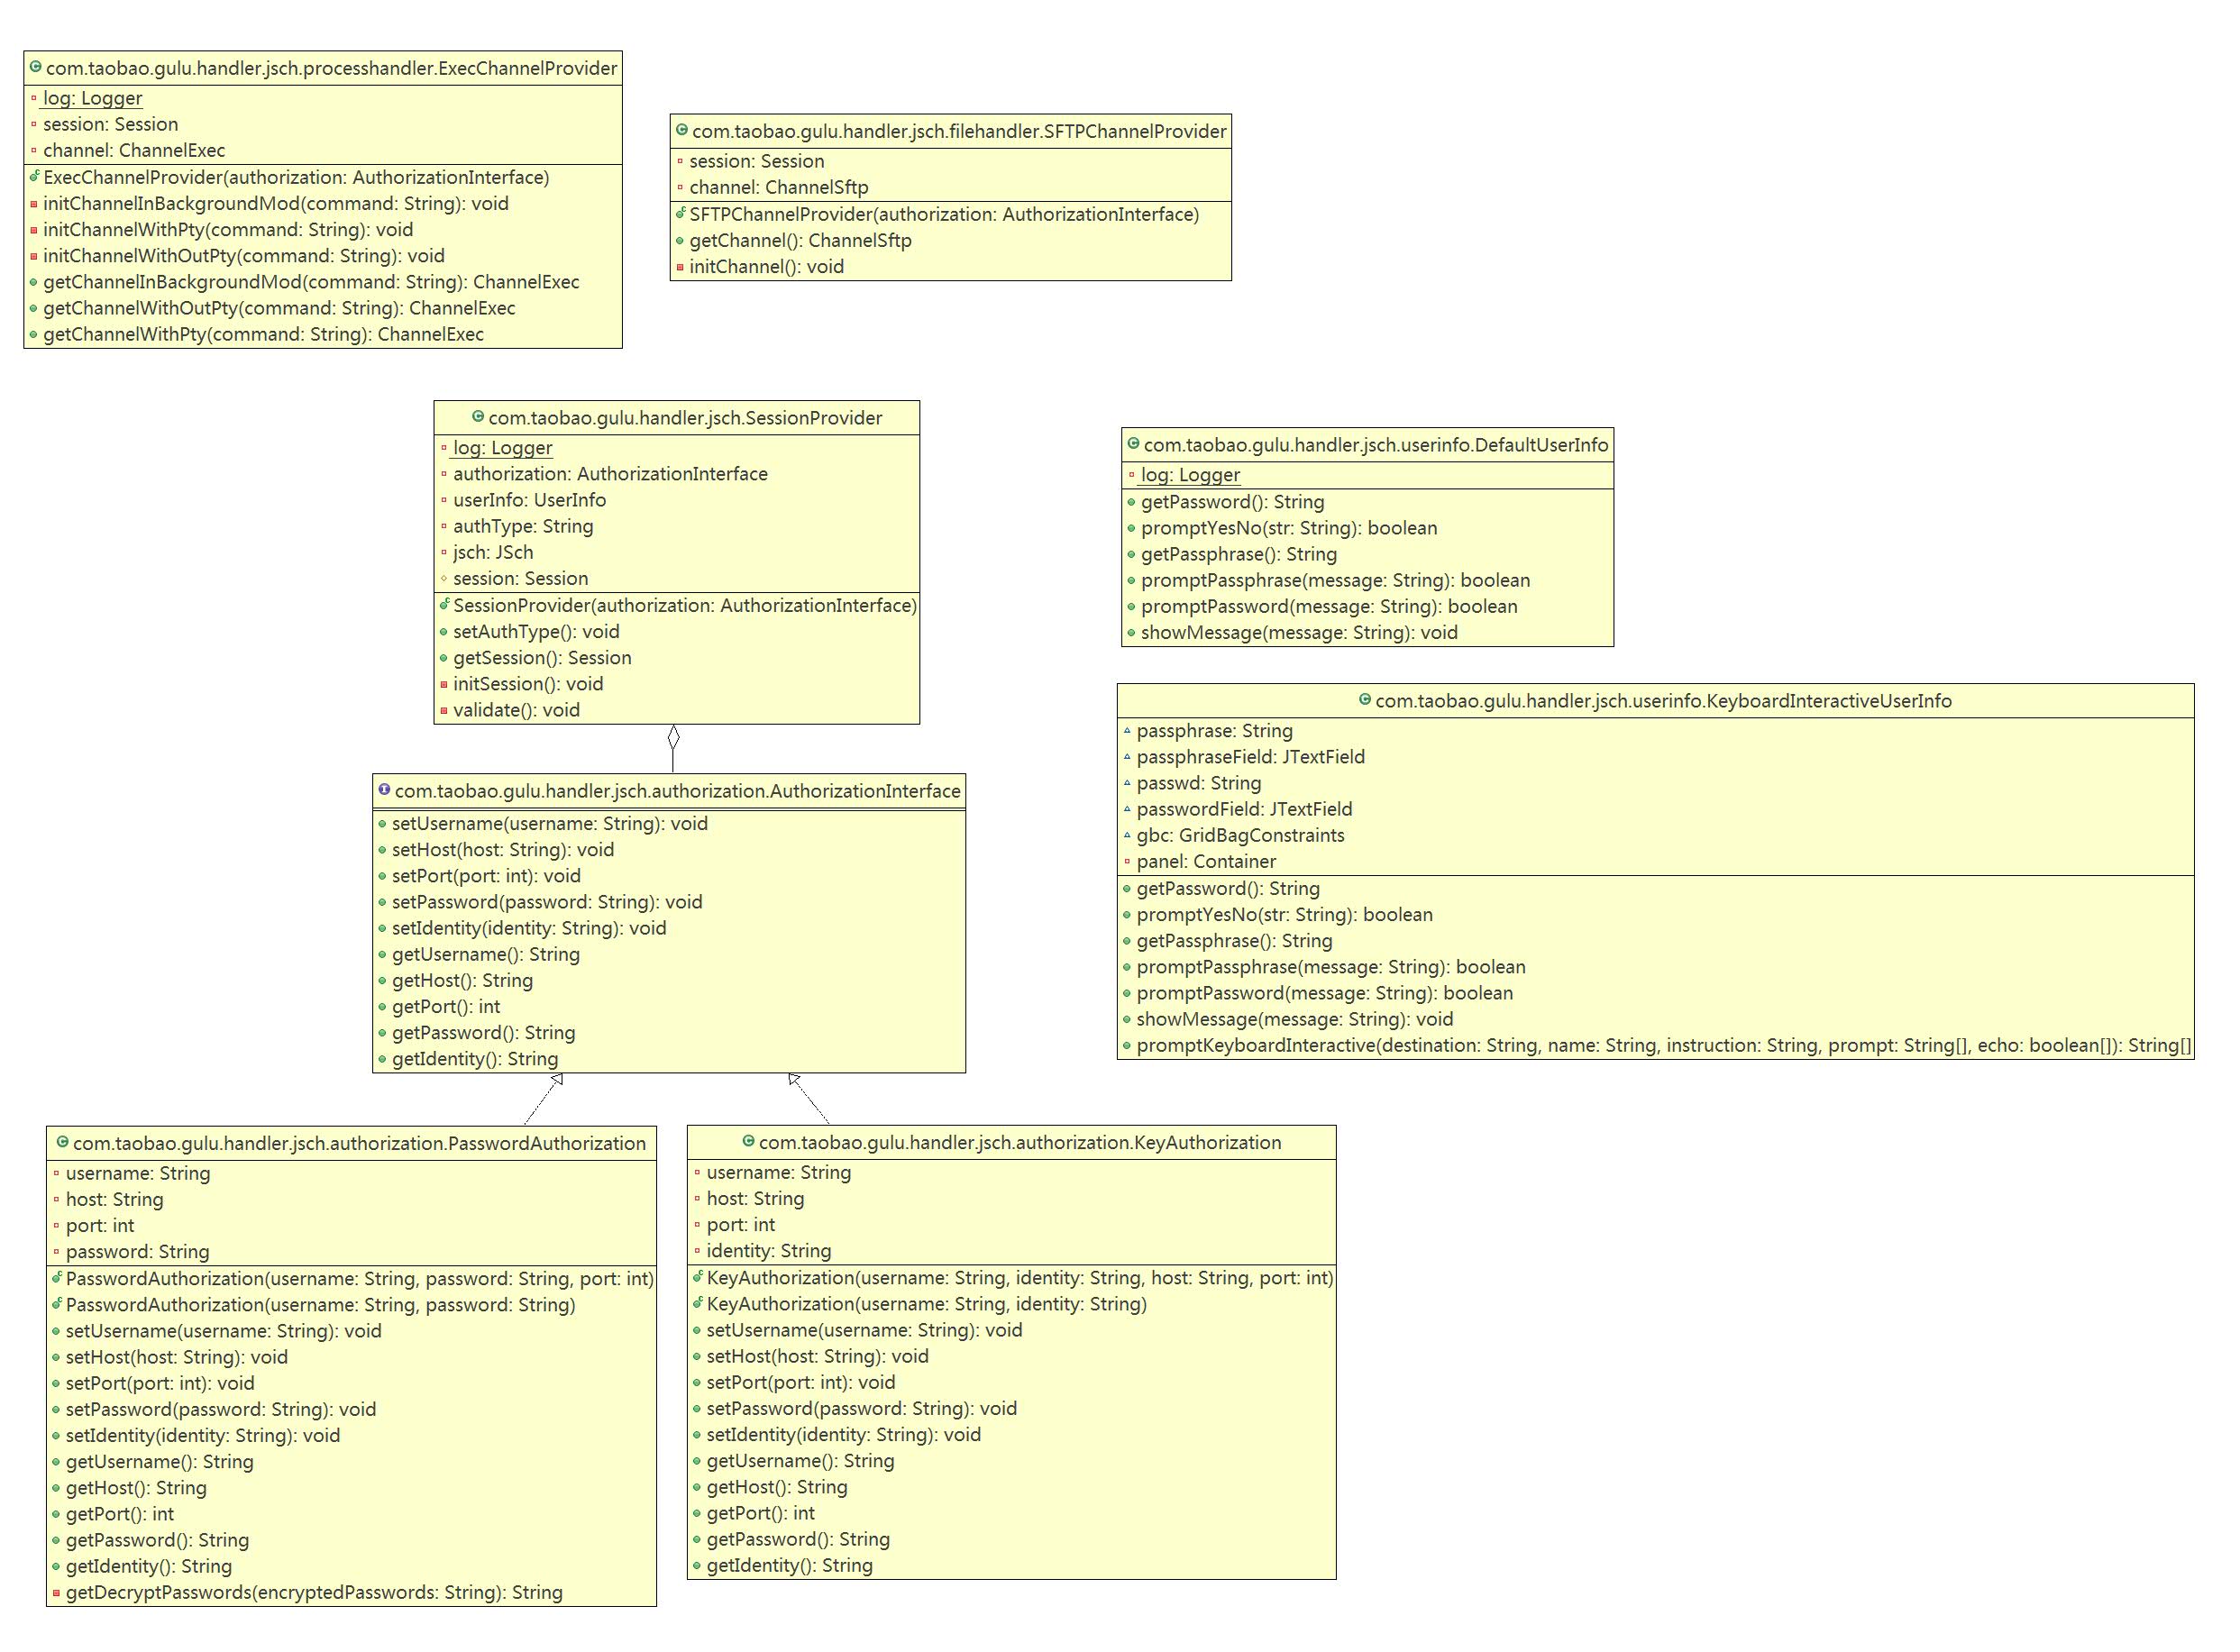 com.taobao.gulu.handler.jsch.processhandler.ExecChannelProvider
log: Logger
session: Session
channel: ChannelExec
ExecChannelProvider(authorization: AuthorizationInterface)
initChannelInBackgroundMod(command: String): void
initChannelWithPty(command: String): void
initChannelWithOutPty(command: String): void
getChannelInBackgroundMod(command: String): ChannelExec
getChannelWithOutPty(command: String): ChannelExec
getChannelWithPty(command: String): ChannelExec
com.taobao.gulu.handler.jsch.filehandler.SFTPChannelProvider
session: Session
channel: ChannelSftp
SFTPChannelProvider(authorization: AuthorizationInterface)
getChannel(): ChannelSftp
initChannel(): void
com.taobao.gulu.handler.jsch.SessionProvider
log: Logger
authorization: AuthorizationInterface
userInfo: UserInfo
authType: String
jsch: JSch
session: Session
SessionProvider(authorization: AuthorizationInterface)
setAuthType(): void
getSession(): Session
initSession(): void
validate(): void
com.taobao.gulu.handler.jsch.userinfo.DefaultUserInfo
log: Logger
getPassword(): String
promptYesNo(str: String): boolean
getPassphrase(): String
promptPassphrase(message: String): boolean
promptPassword(message: String): boolean
showMessage(message: String): void
com.taobao.gulu.handler.jsch.userinfo.KeyboardInteractiveUserInfo
passphrase: String
passphraseField: JTextField
passwd: String
passwordField: JTextField
gbc: GridBagConstraints
panel: Container
getPassword(): String
promptYesNo(str: String): boolean
getPassphrase(): String
promptPassphrase(message: String): boolean
promptPassword(message: String): boolean
showMessage(message: String): void
promptKeyboardInteractive(destination: String, name: String, instruction: String, prompt: String[], echo: boolean[]): String[]
com.taobao.gulu.handler.jsch.authorization.AuthorizationInterface
setUsername(username: String): void
setHost(host: String): void
setPort(port: int): void
setPassword(password: String): void
setIdentity(identity: String): void
getUsername(): String
getHost(): String
getPort(): int
getPassword(): String
getIdentity(): String
com.taobao.gulu.handler.jsch.authorization.PasswordAuthorization
username: String
host: String
port: int
password: String
PasswordAuthorization(username: String, password: String, port: int)
PasswordAuthorization(username: String, password: String)
setUsername(username: String): void
setHost(host: String): void
setPort(port: int): void
setPassword(password: String): void
setIdentity(identity: String): void
getUsername(): String
getHost(): String
getPort(): int
getPassword(): String
getIdentity(): String
getDecryptPasswords(encryptedPasswords: String): String
com.taobao.gulu.handler.jsch.authorization.KeyAuthorization
username: String
host: String
port: int
identity: String
KeyAuthorization(username: String, identity: String, host: String, port: int)
KeyAuthorization(username: String, identity: String)
setUsername(username: String): void
setHost(host: String): void
setPort(port: int): void
setPassword(password: String): void
setIdentity(identity: String): void
getUsername(): String
getHost(): String
getPort(): int
getPassword(): String
getIdentity(): String